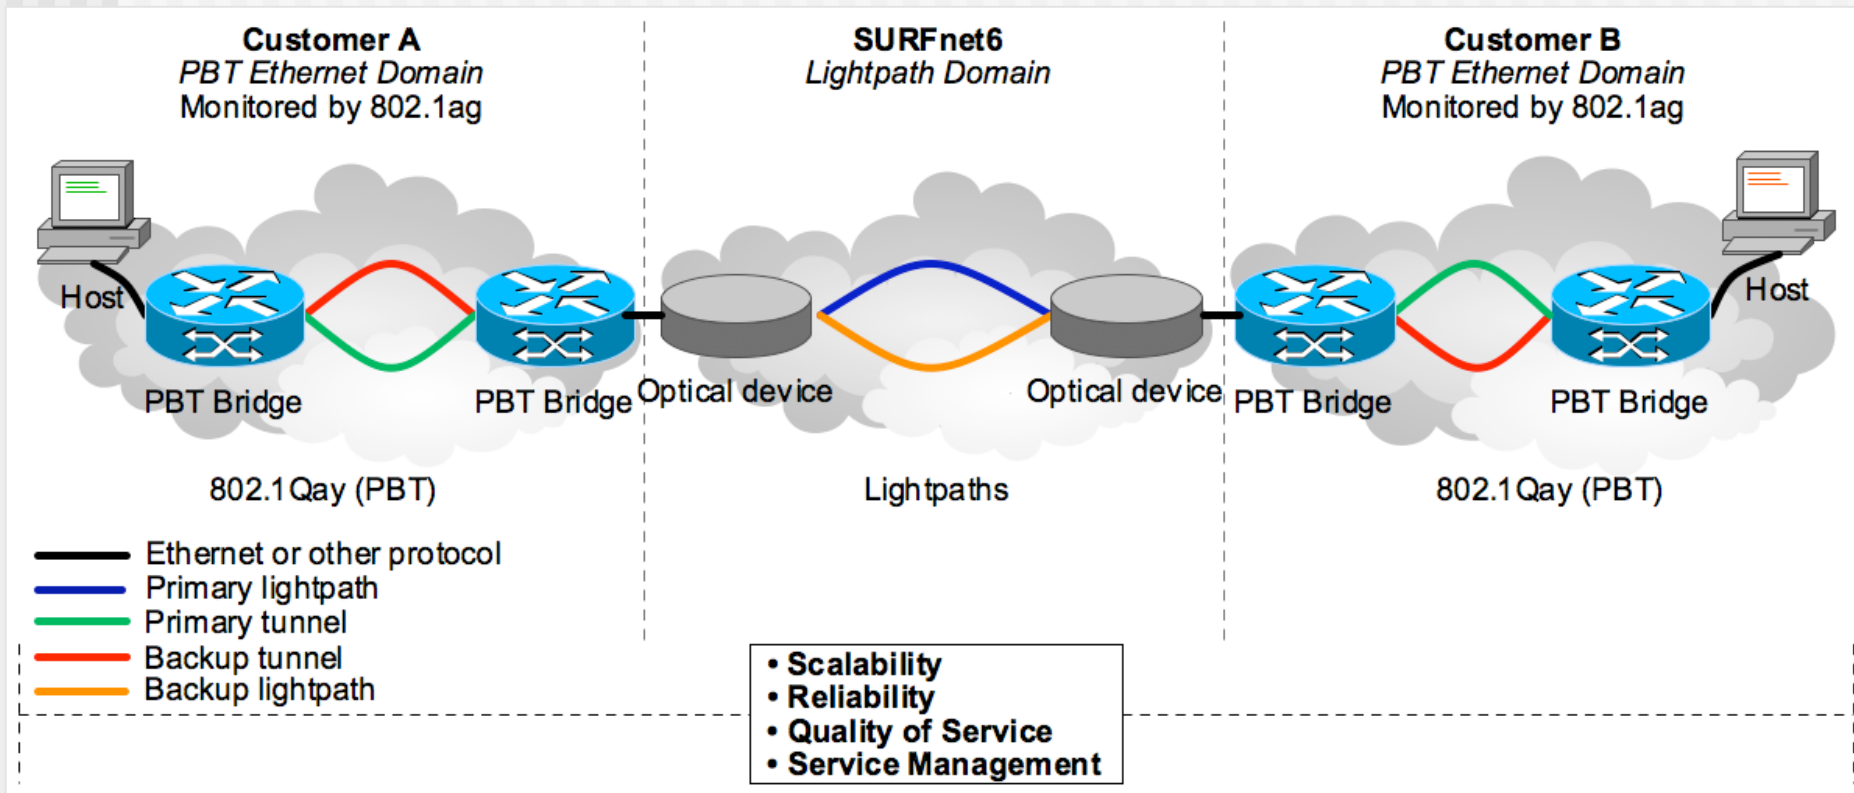 Customer A
PBT Ethernet Domain
Monitored by 802.1ag
SURFnet6
Lightpath Domain
Customer B
PBT Ethernet Domain
Monitored by 802.1ag
Host
Host
PBT Bridge
PBT Bridge
Optical device
Optical device
PBT Bridge
PBT Bridge
802.1Qay (PBT)
Lightpaths
802.1Qay (PBT)
Ethernet or other protocol
Primary lightpath
Primary tunnel
Backup tunnel
Backup lightpath
• Scalability
• Reliability
• Quality of Service
• Service Management